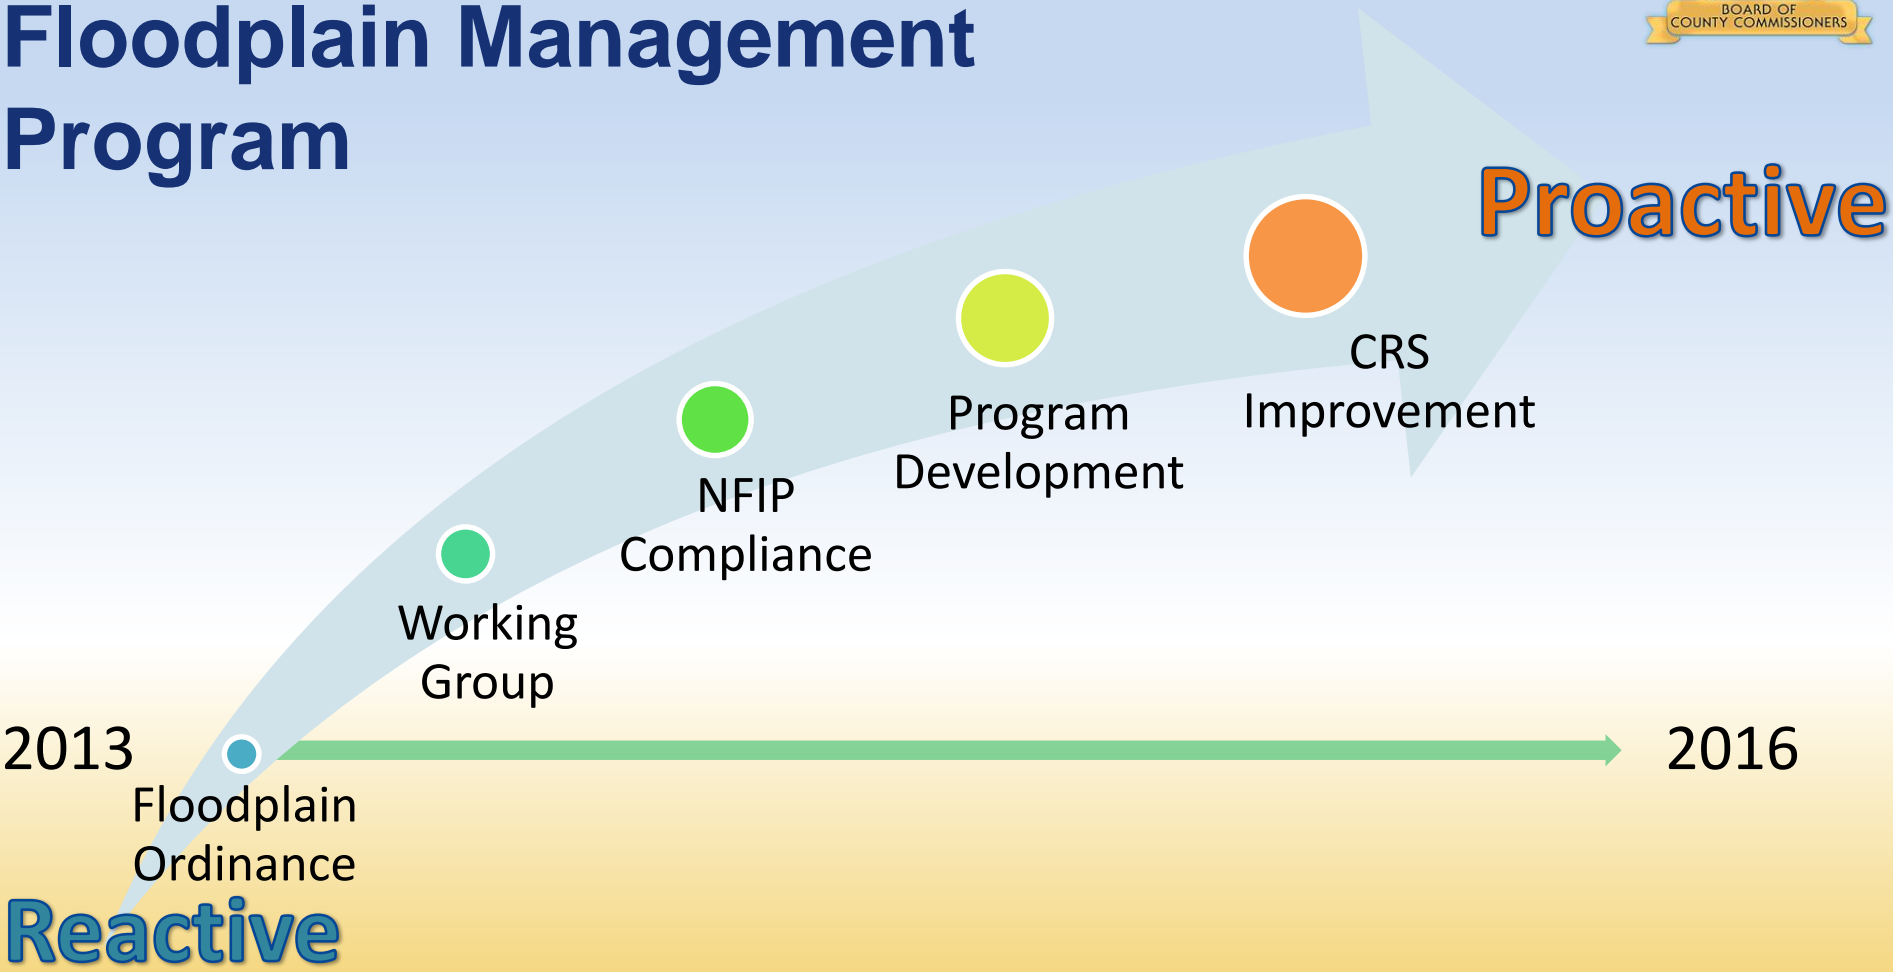 Floodplain Management
Program
BOARD OF
COUNTY COMMISSIONERS
Proactive
CRS
Improvement
Program
Development
NFIP
Compliance
Working
Group
2013
2016
Floodplain
Ordinance
Reactive